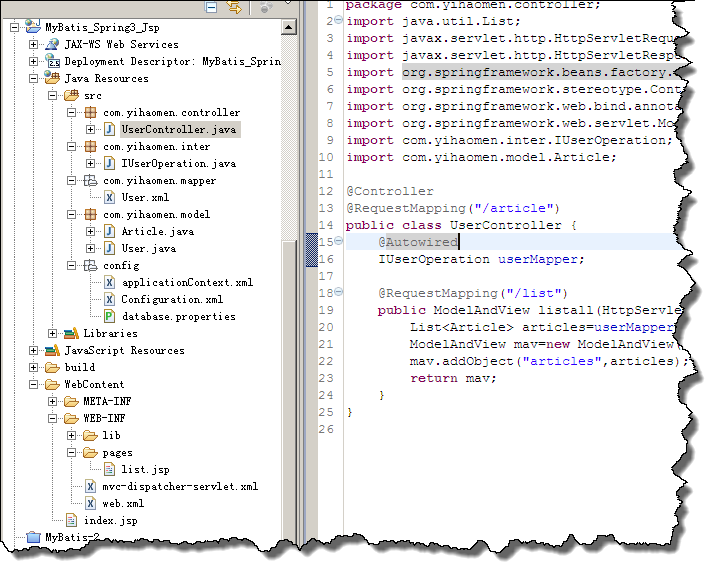 MyBatis_Spring3_Jsp
JAX-WS Web Services
Deployment Descriptor: MyBatis_Sprin
Java Resources
src
com.yihaomen.controller
UserController.java
com.yihaomen.inter
IUserOperation.java
com.yihaomen.mapper
User.xml
com.yihaomen.model
Article.java
User.java
config
applicationContext.xml
Configuration.xml
database.properties
Libraries
JavaScript Resources
build
WebContent
META-INF
WEB-INF
lib
pages
list.jsp
mvc-dispatcher-servlet.xml
web.xml
index.jsp
MyBatis-2
1 package com.yihaomen.controller;
2 import java.util.List;
3 import javax.servlet.http.HttpServletReque
4 import javax.servlet.http.HttpServletRespo
5 import org.springframework.beans.factory.
6 import org.springframework.stereotype.Cont
7 import org.springframework.web.bind.annota
8 import org.springframework.web.servlet.Mo
9 import com.yihaomen.inter.IUserOperation;
10 import com.yihaomen.model.Article;
11
12 @Controller
13 @RequestMapping("/article")
14 public class UserController {
15 @Autowired
16 IUserOperation userMapper;
17
18 @RequestMapping("/list")
19 public ModelAndView listall(HttpServle
20 List<Article> articles=userMapper
21 ModelAndView mav=new ModelAndView
22 mav.addObject("articles",articles);
23 return mav;
24 }
25 }
26